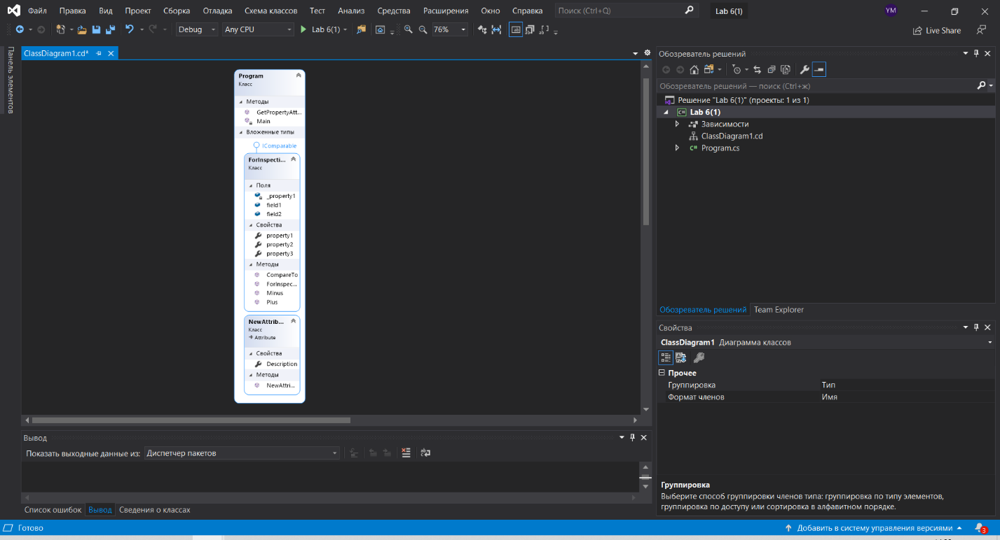 Файл Правка Вид Проект Сборка Отладка Схема классов Тест Анализ Средства Расширения Окно Справка Поиск (Ctrl+Q) Lab 6(1) YM
Debug Any CPU Lab 6(1) 76% Live Share
Панель элементов
ClassDiagram1.cd*
Program
Класс
Методы
GetPropertyAtt...
Main
Вложенные типы
IComparable
ForInspecti...
Класс
Поля
_property1
field1
field2
Свойства
property1
property2
property3
Методы
CompareTo
ForInspec...
Minus
Plus
NewAttrib...
Класс
Attribute
Свойства
Description
Методы
NewAttri...
Вывод
Показать выходные данные из: Диспетчер пакетов
Список ошибок Вывод Сведения о классах
Обозреватель решений
Обозреватель решений — поиск (Ctrl+ж)
Решение "Lab 6(1)" (проекты: 1 из 1)
C# Lab 6(1)
Зависимости
ClassDiagram1.cd
C# Program.cs
Обозреватель решений Team Explorer
Свойства
ClassDiagram1 Диаграмма классов
Прочее
Группировка Тип
Формат членов Имя
Группировка
Выберите способ группировки членов типа: группировка по типу элементов,
группировка по доступу или сортировка в алфавитном порядке.
Готово Добавить в систему управления версиями 3